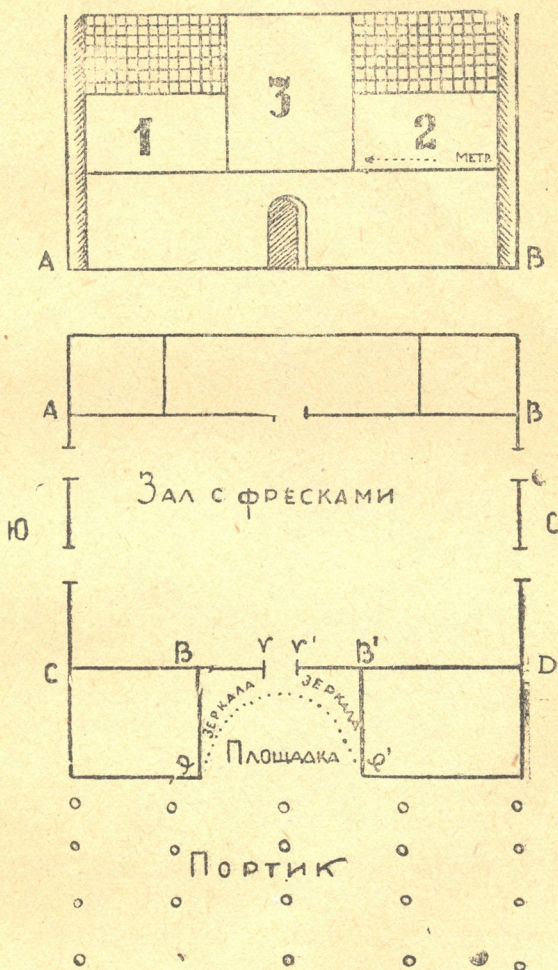 3
1 2
МЕТР.
А В
А В
Зал с фресками
Ю С
В r r' В'
С D
ЗЕРКАЛА ЗЕРКАЛА
Площадка
φ'
Портик